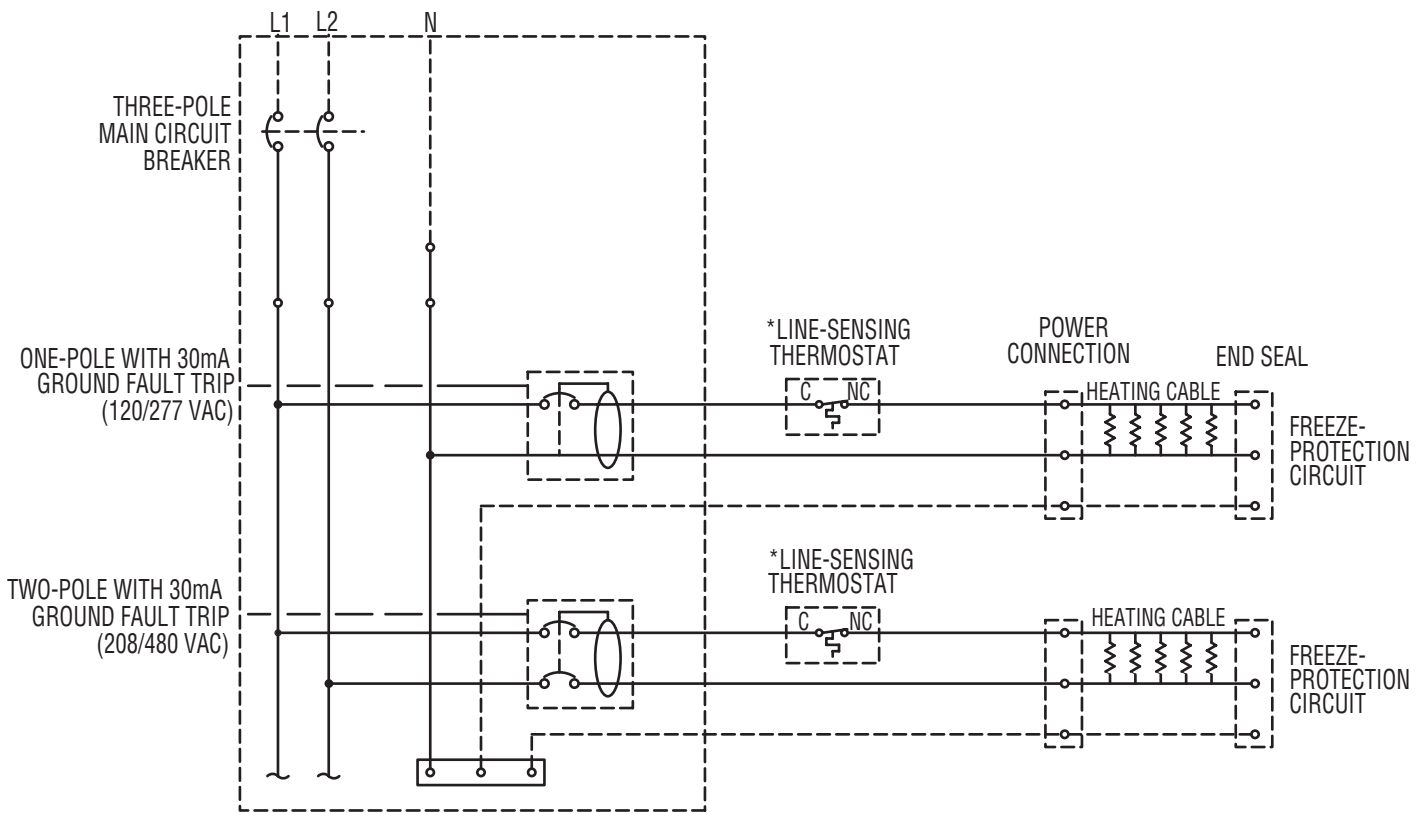 L1 L2 N
THREE-POLE
MAIN CIRCUIT
BREAKER
ONE-POLE WITH 30mA
GROUND FAULT TRIP
(120/277 VAC)
*LINE-SENSING
THERMOSTAT
C NC
POWER
CONNECTION
HEATING CABLE
END SEAL
FREEZE-
PROTECTION
CIRCUIT
TWO-POLE WITH 30mA
GROUND FAULT TRIP
(208/480 VAC)
*LINE-SENSING
THERMOSTAT
C NC
HEATING CABLE
FREEZE-
PROTECTION
CIRCUIT